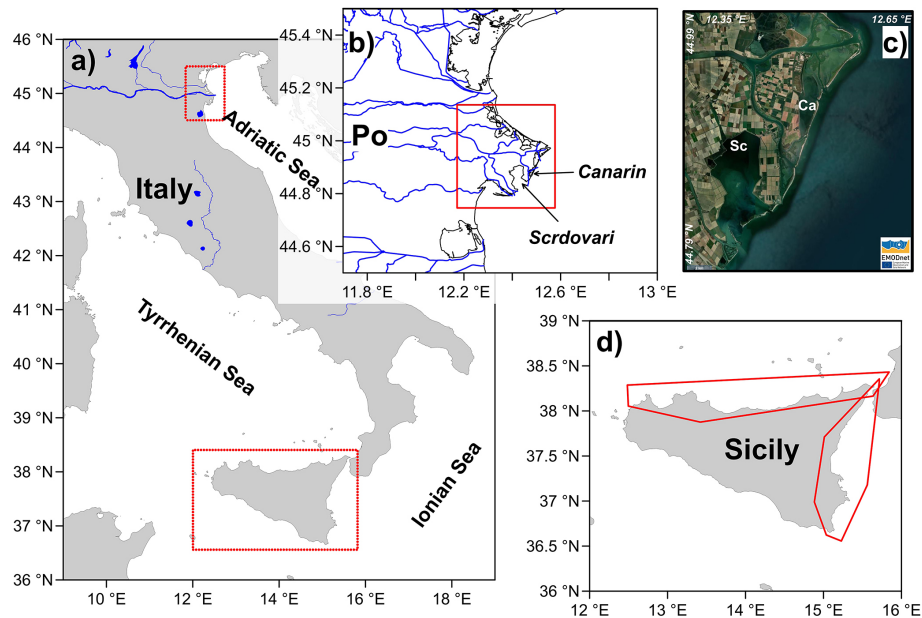 a)
46 °N
45 °N
44 °N
43 °N
42 °N
41 °N
40 °N
39 °N
38 °N
37 °N
36 °N
10 °E
12 °E
14 °E
16 °E
18 °E
Adriatic Sea
Italy
Tyrrhenian Sea
Ionian Sea
b)
45.4 °N
45.2 °N
45 °N
44.8 °N
44.6 °N
11.8 °E
12.2 °E
12.6 °E
13 °E
Po
Canarin
Scrdovari
c)
12.35 °E
12.65 °E
44.99 °N
44.79 °N
Ca
Sc
EMODnet
d)
39 °N
38.5 °N
38 °N
37.5 °N
37 °N
36.5 °N
36 °N
12 °E
13 °E
14 °E
15 °E
16 °E
Sicily